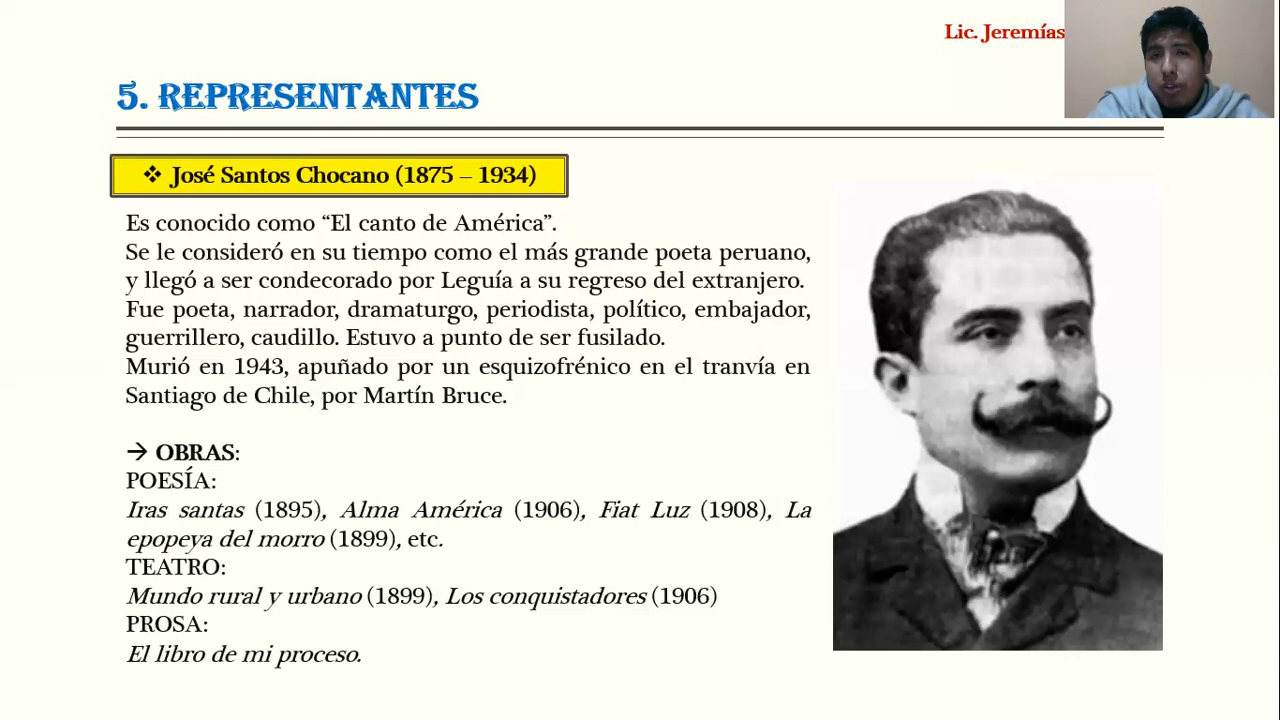 Lic. Jeremías
5. REPRESENTANTES
❖ José Santos Chocano (1875 – 1934)
Es conocido como “El canto de América”.
Se le consideró en su tiempo como el más grande poeta peruano,
y llegó a ser condecorado por Leguía a su regreso del extranjero.
Fue poeta, narrador, dramaturgo, periodista, político, embajador,
guerrillero, caudillo. Estuvo a punto de ser fusilado.
Murió en 1943, apuñado por un esquizofrénico en el tranvía en
Santiago de Chile, por Martín Bruce.
→ OBRAS:
POESÍA:
Iras santas (1895), Alma América (1906), Fiat Luz (1908), La
epopeya del morro (1899), etc.
TEATRO:
Mundo rural y urbano (1899), Los conquistadores (1906)
PROSA:
El libro de mi proceso.